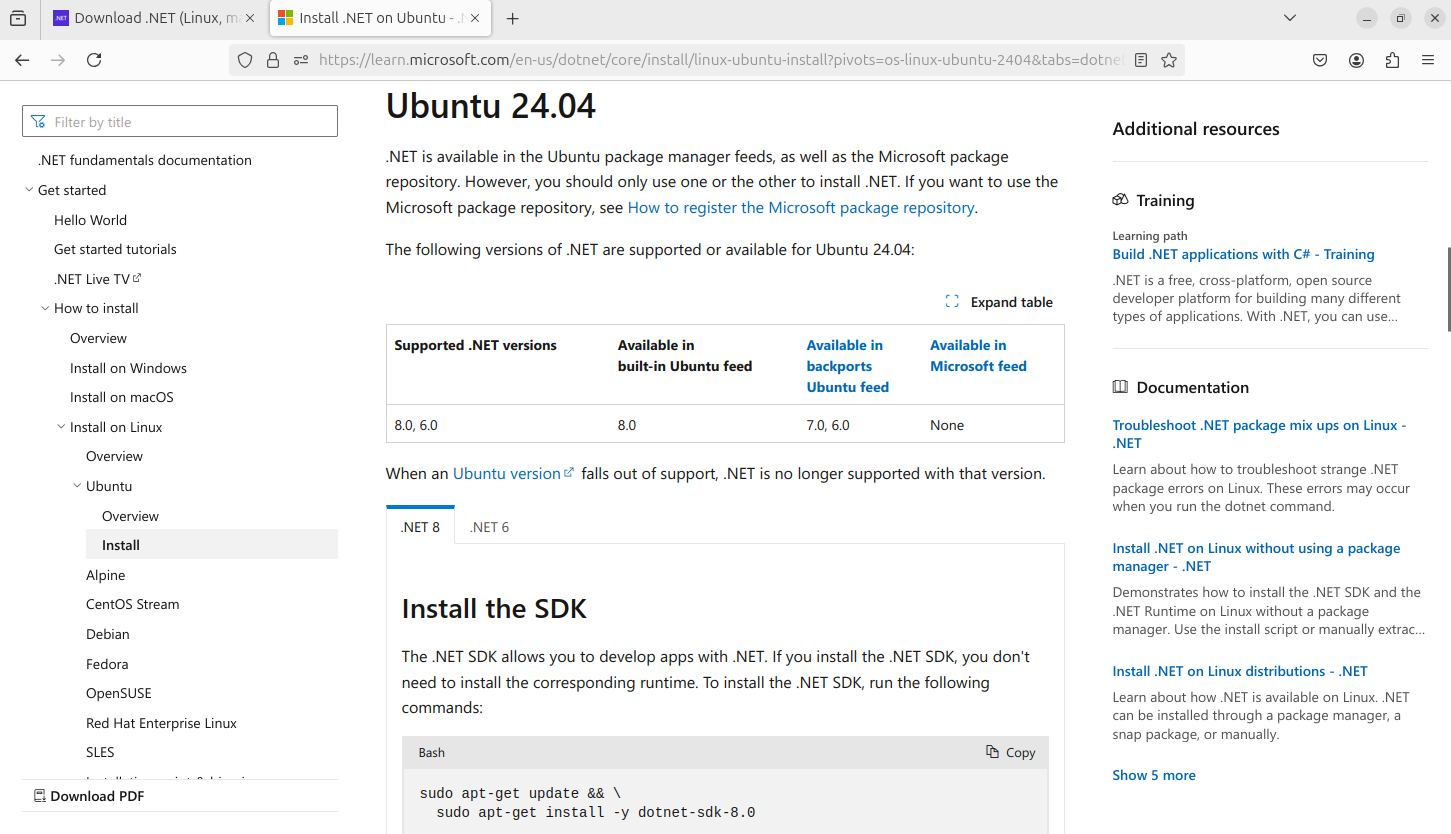 Download .NET (Linux, m
Install .NET on Ubuntu - .
https://learn.microsoft.com/en-us/dotnet/core/install/linux-ubuntu-install?pivots=os-linux-ubuntu-2404&tabs=dotne
Filter by title
.NET fundamentals documentation
Get started
Hello World
Get started tutorials
.NET Live TV
How to install
Overview
Install on Windows
Install on macOS
Install on Linux
Overview
Ubuntu
Overview
Install
Alpine
CentOS Stream
Debian
Fedora
OpenSUSE
Red Hat Enterprise Linux
SLES
Download PDF
Ubuntu 24.04
.NET is available in the Ubuntu package manager feeds, as well as the Microsoft package
repository. However, you should only use one or the other to install .NET. If you want to use the
Microsoft package repository, see How to register the Microsoft package repository.
The following versions of .NET are supported or available for Ubuntu 24.04:
Expand table
Supported .NET versions
Available in
built-in Ubuntu feed
Available in
backports
Ubuntu feed
Available in
Microsoft feed
8.0, 6.0
8.0
7.0, 6.0
None
When an Ubuntu version falls out of support, .NET is no longer supported with that version.
.NET 8
.NET 6
Install the SDK
The .NET SDK allows you to develop apps with .NET. If you install the .NET SDK, you don't
need to install the corresponding runtime. To install the .NET SDK, run the following
commands:
Bash
Copy
sudo apt-get update && \
sudo apt-get install -y dotnet-sdk-8.0
Additional resources
Training
Learning path
Build .NET applications with C# - Training
.NET is a free, cross-platform, open source
developer platform for building many different
types of applications. With .NET, you can use...
Documentation
Troubleshoot .NET package mix ups on Linux -
.NET
Learn about how to troubleshoot strange .NET
package errors on Linux. These errors may occur
when you run the dotnet command.
Install .NET on Linux without using a package
manager - .NET
Demonstrates how to install the .NET SDK and the
.NET Runtime on Linux without a package
manager. Use the install script or manually extrac...
Install .NET on Linux distributions - .NET
Learn about how .NET is available on Linux. .NET
can be installed through a package manager, a
snap package, or manually.
Show 5 more